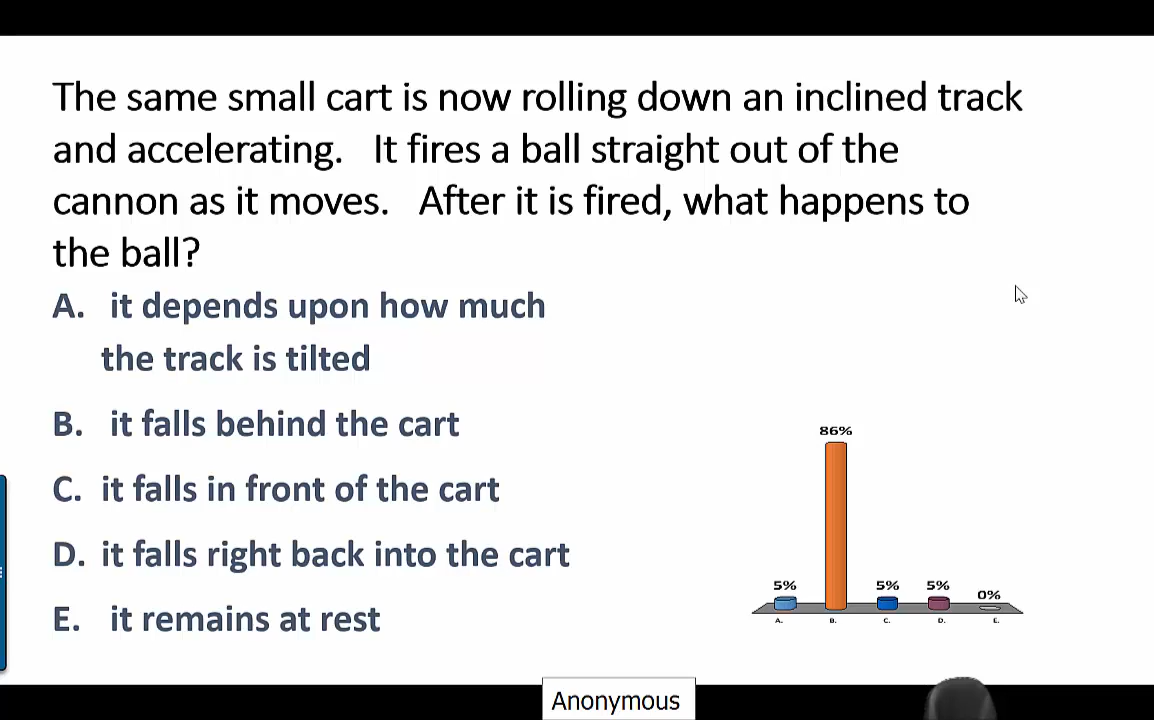 The same small cart is now rolling down an inclined track
and accelerating. It fires a ball straight out of the
cannon as it moves. After it is fired, what happens to
the ball?
A. it depends upon how much
the track is tilted
B. it falls behind the cart
C. it falls in front of the cart
D. it falls right back into the cart
E. it remains at rest
86%
5% 5% 5% 0%
A. B. C. D. E.
Anonymous